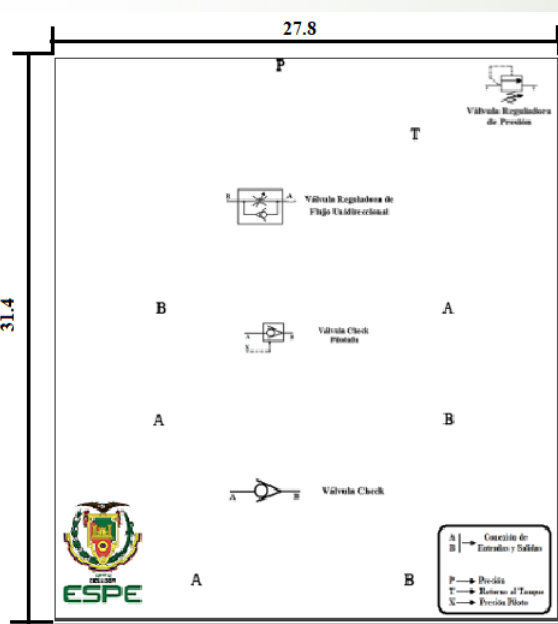 27.8
P
Válvula Reguladora
de Presión
T
B
A
Válvula Reguladora de
Flujo Unidireccional
B
A
A
B
X
Válvula Check
Pilotada
31.4
A
B
A
B
Válvula Check
A
B
Conexión de
Entradas y Salidas
P
Presión
T
Retorno al Tanque
X
Presión Piloto
ESPE
A
B